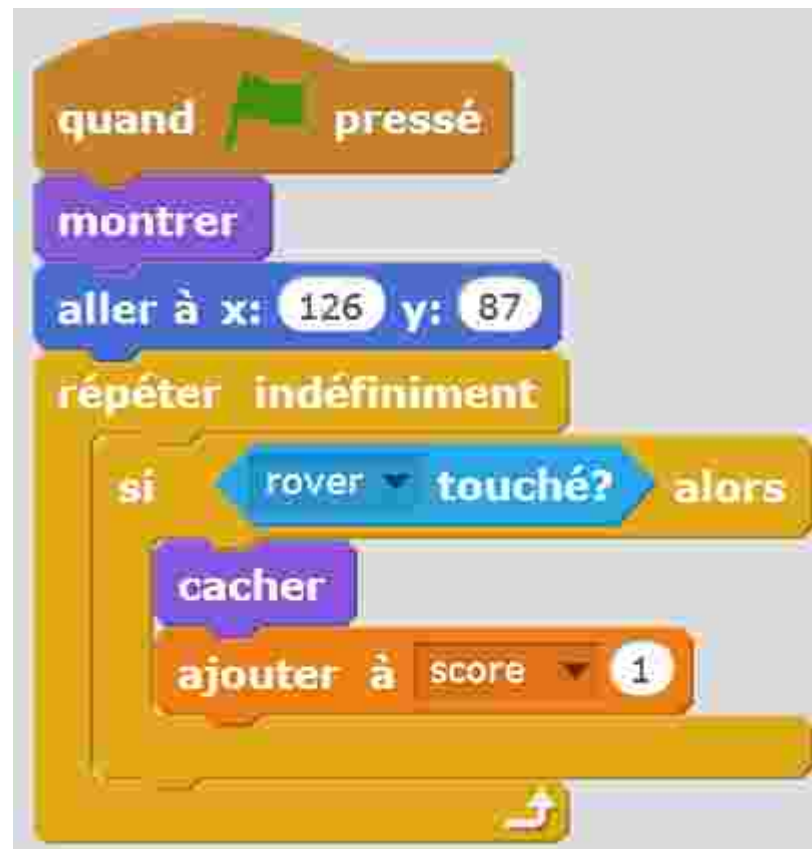 quand pressé
montrer
aller à x: 126 y: 87
répéter indéfiniment
si rover touché? alors
cacher
ajouter à score 1